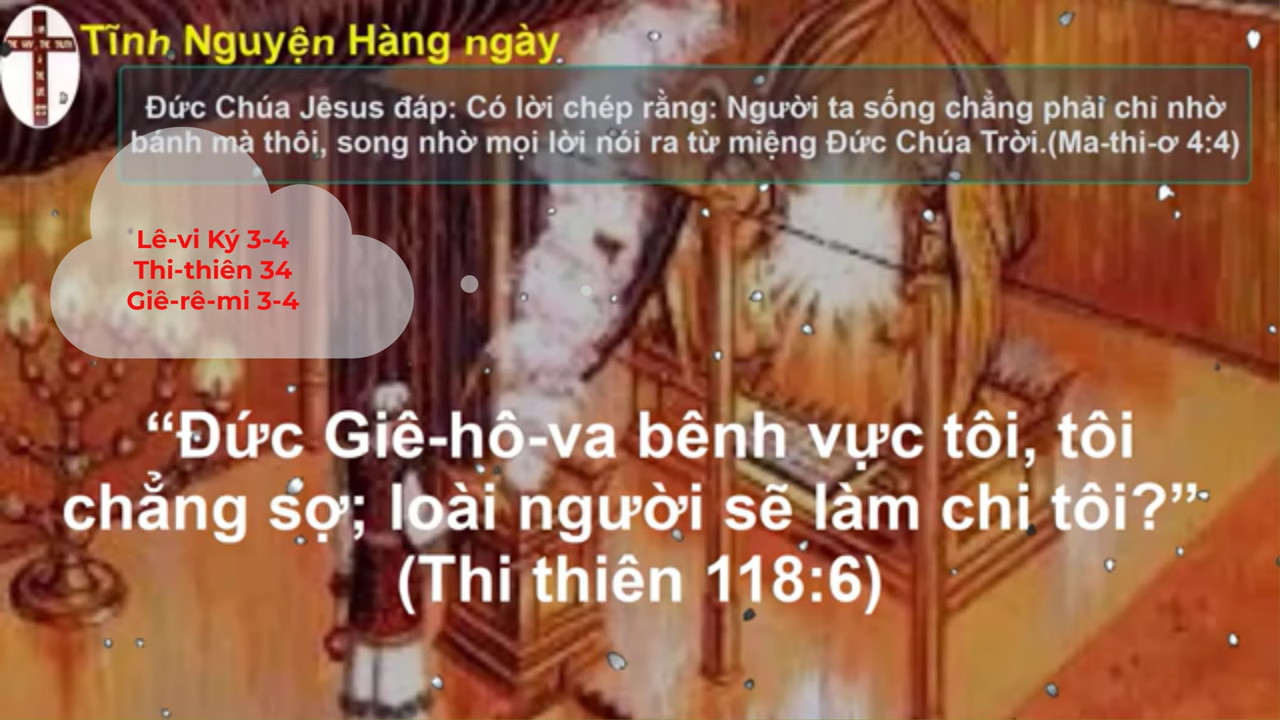 Tĩnh Nguyện Hàng ngày
Đức Chúa Jêsus đáp: Có lời chép rằng: Người ta sống chẳng phải chỉ nhờ
bánh mà thôi, song nhờ mọi lời nói ra từ miệng Đức Chúa Trời.(Ma-thi-ơ 4:4)
Lê-vi Ký 3-4
Thi-thiên 34
Giê-rê-mi 3-4
“Đức Giê-hô-va bênh vực tôi, tôi
chẳng sợ; loài người sẽ làm chi tôi?”
(Thi thiên 118:6)